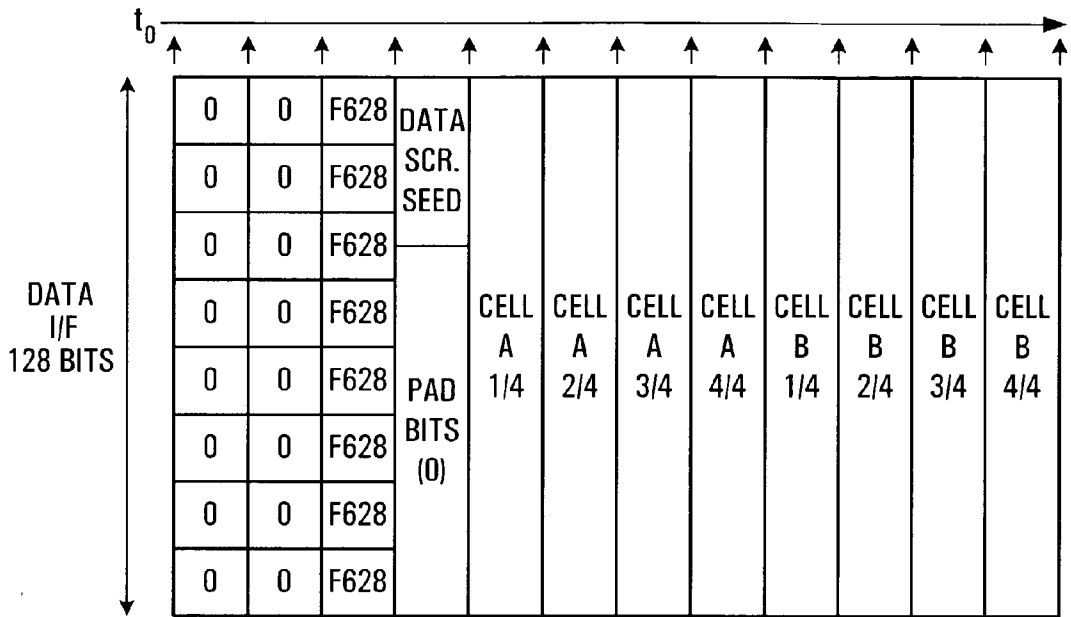 t0
0 0 F628 DATA
0 0 F628 SCR.
SEED
0 0 F628
DATA
I/F
128 BITS
0 0 F628
0 0 F628
0 0 F628
0 0 F628
0 0 F628
PAD
BITS
(0)
CELL
A
1/4
CELL
A
2/4
CELL
A
3/4
CELL
A
4/4
CELL
B
1/4
CELL
B
2/4
CELL
B
3/4
CELL
B
4/4